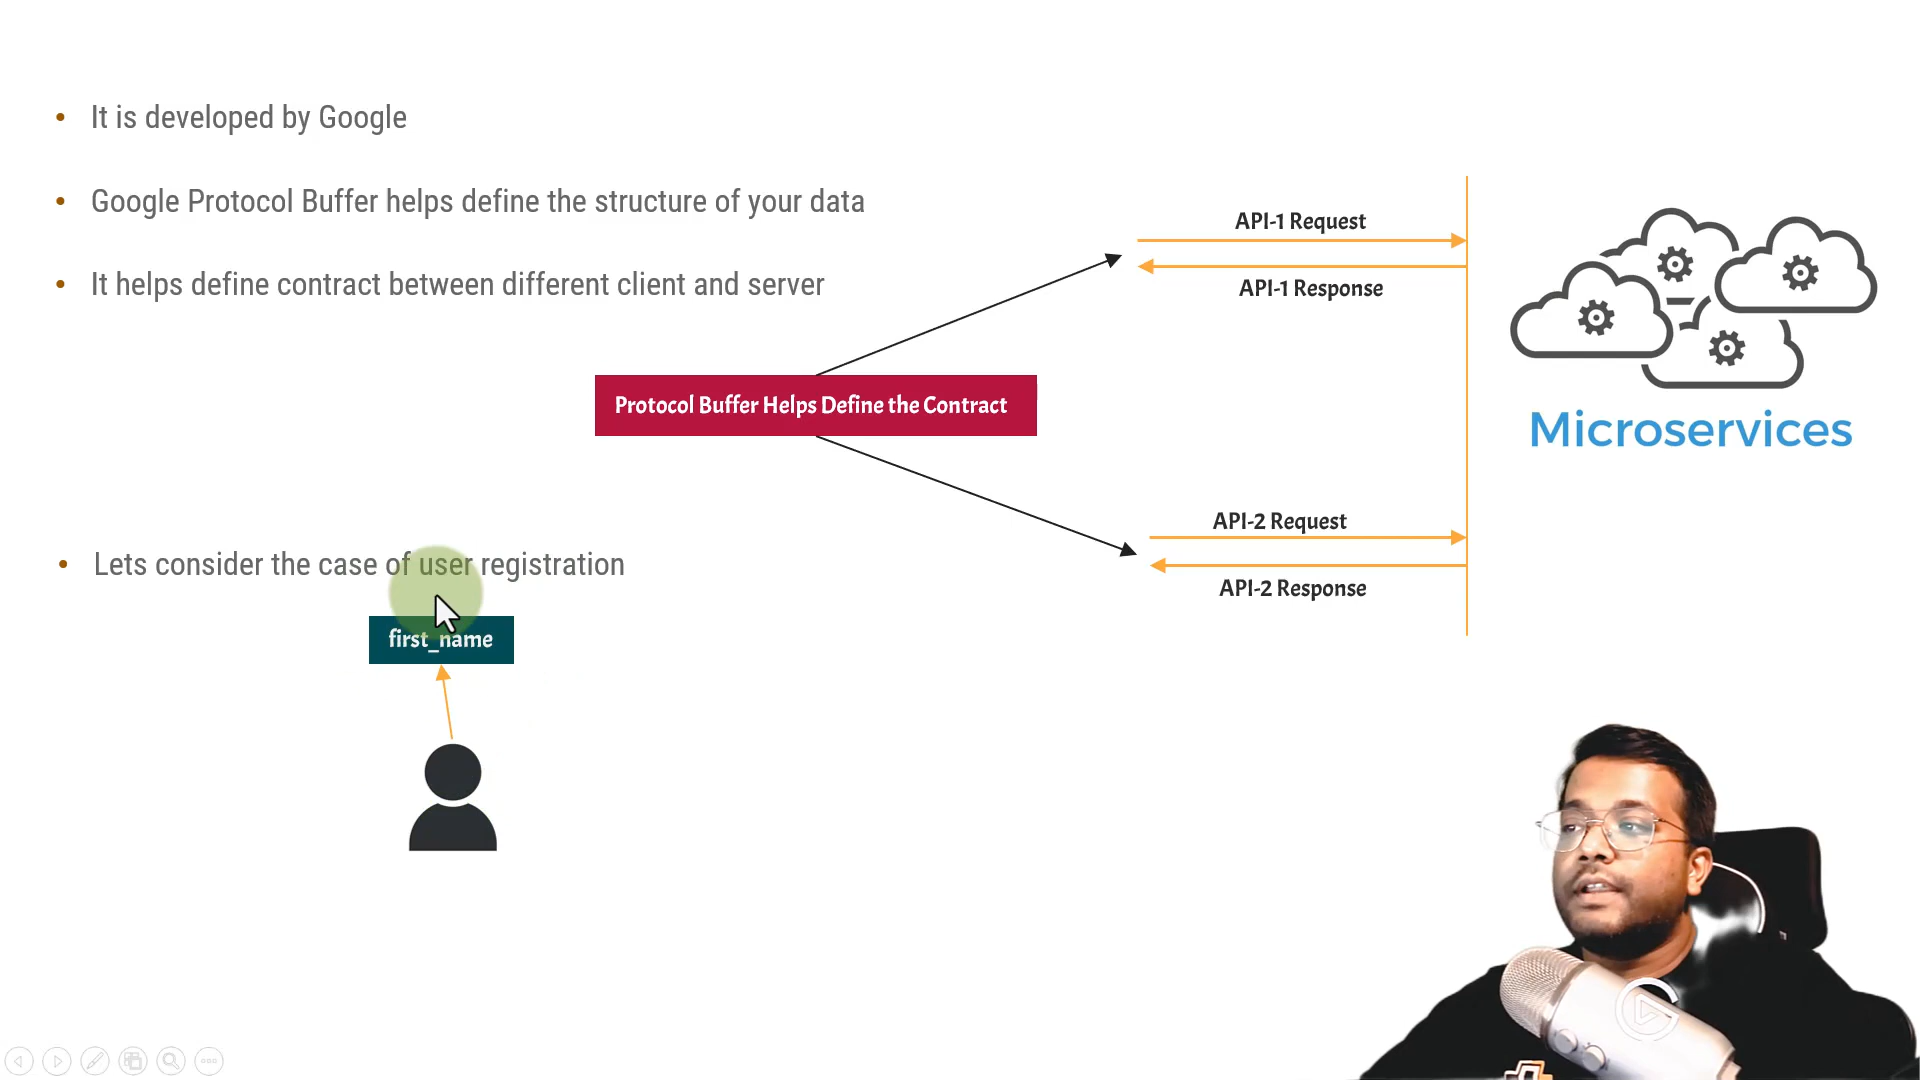 It is developed by Google
Google Protocol Buffer helps define the structure of your data
It helps define contract between different client and server
API-1 Request
API-1 Response
Protocol Buffer Helps Define the Contract
Microservices
API-2 Request
API-2 Response
Lets consider the case of user registration
first_name